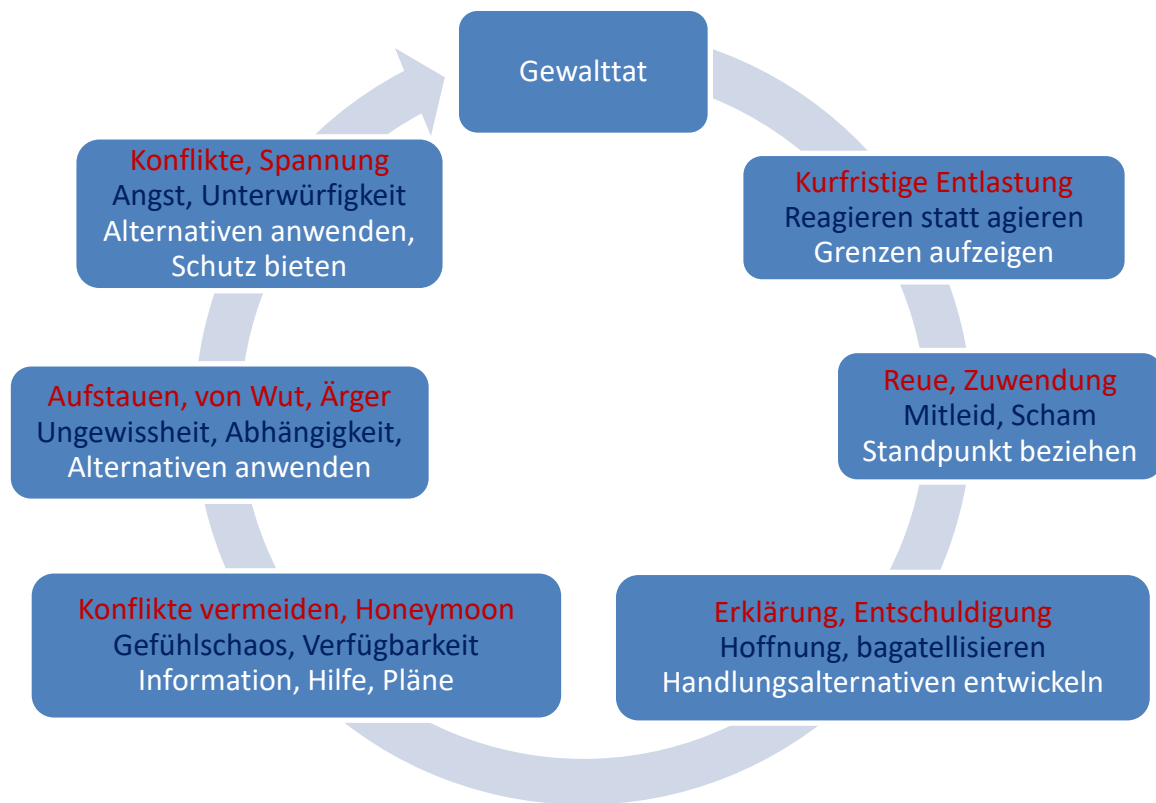 Gewalttat
Kurfristige Entlastung
Reagieren statt agieren
Grenzen aufzeigen
Reue, Zuwendung
Mitleid, Scham
Standpunkt beziehen
Erklärung, Entschuldigung
Hoffnung, bagatellisieren
Handlungsalternativen entwickeln
Konflikte vermeiden, Honeymoon
Gefühlschaos, Verfügbarkeit
Information, Hilfe, Pläne
Aufstauen, von Wut, Ärger
Ungewissheit, Abhängigkeit,
Alternativen anwenden
Konflikte, Spannung
Angst, Unterwürfigkeit
Alternativen anwenden,
Schutz bieten